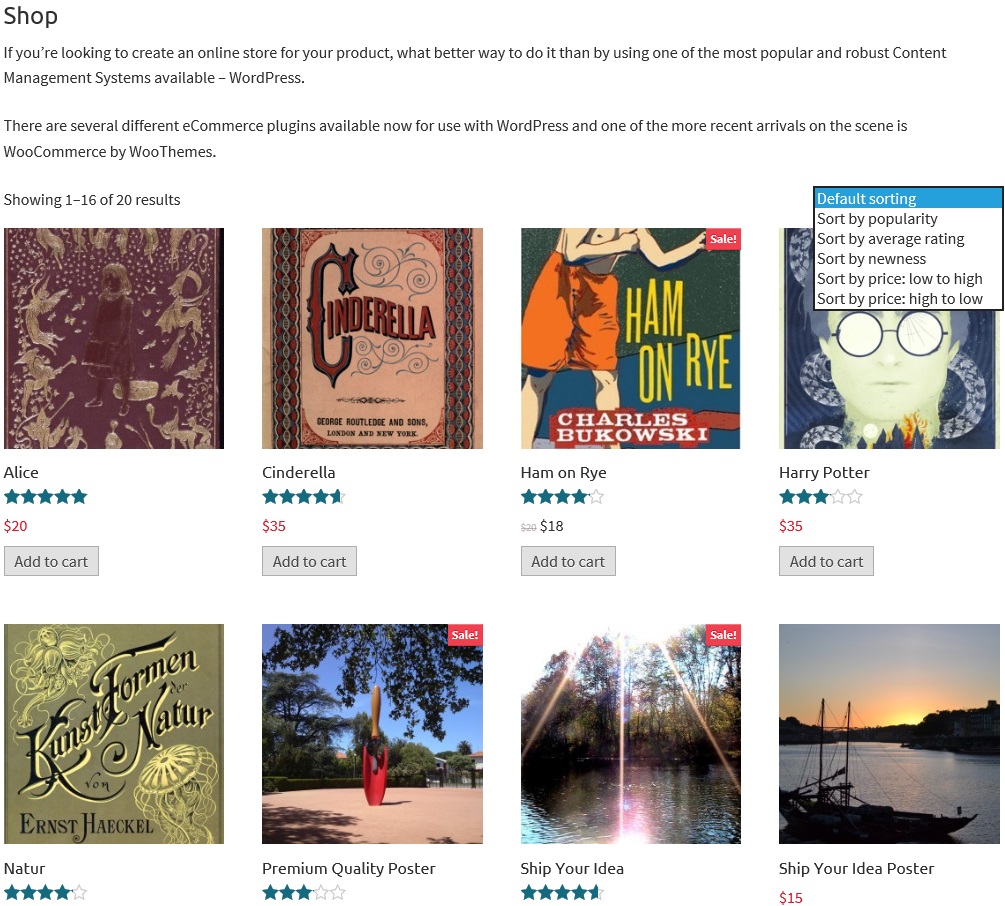 Shop
If you’re looking to create an online store for your product, what better way to do it than by using one of the most popular and robust Content
Management Systems available – WordPress.
There are several different eCommerce plugins available now for use with WordPress and one of the more recent arrivals on the scene is
WooCommerce by WooThemes.
Showing 1–16 of 20 results
Default sorting
Sort by popularity
Sort by average rating
Sort by newness
Sort by price: low to high
Sort by price: high to low
CINDERELLA
GEORGE ROUTLEDGE AND SONS,
LONDON AND NEW YORK.
Sale!
HAM
ON RYE
CHARLES
BUKOWSKI
Alice
Cinderella
Ham on Rye
Harry Potter
$20
$35
$20 $18
$35
Add to cart
Add to cart
Add to cart
Add to cart
Kunst Formen
der
Natur
von
ERNST HAECKEL
Sale!
Sale!
Natur
Premium Quality Poster
Ship Your Idea
Ship Your Idea Poster
$15